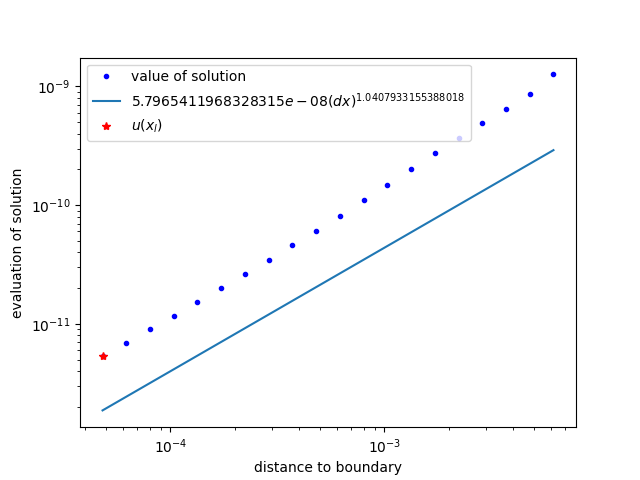 value of solution
5.7965411968328315e − 08(dx)^1.0407933155388018
u(x_l)
10⁻⁹
10⁻¹⁰
10⁻¹¹
evaluation of solution
10⁻⁴
10⁻³
distance to boundary